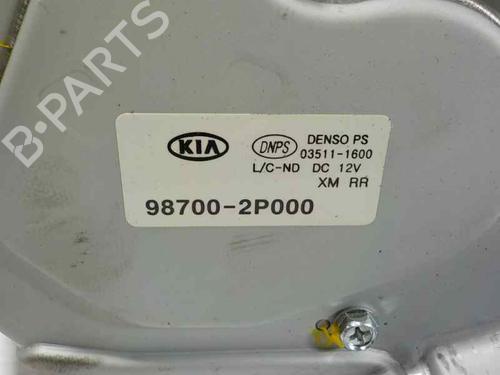 B-PARTS
KIA DNPS DENSO PS
03511-1600
L/C-ND DC 12V
XM RR
98700-2P000